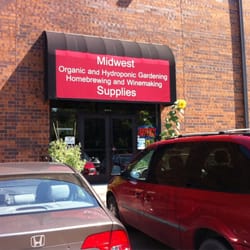 Midwest
Organic and Hydroponic Gardening
Homebrewing and Winemaking
Supplies